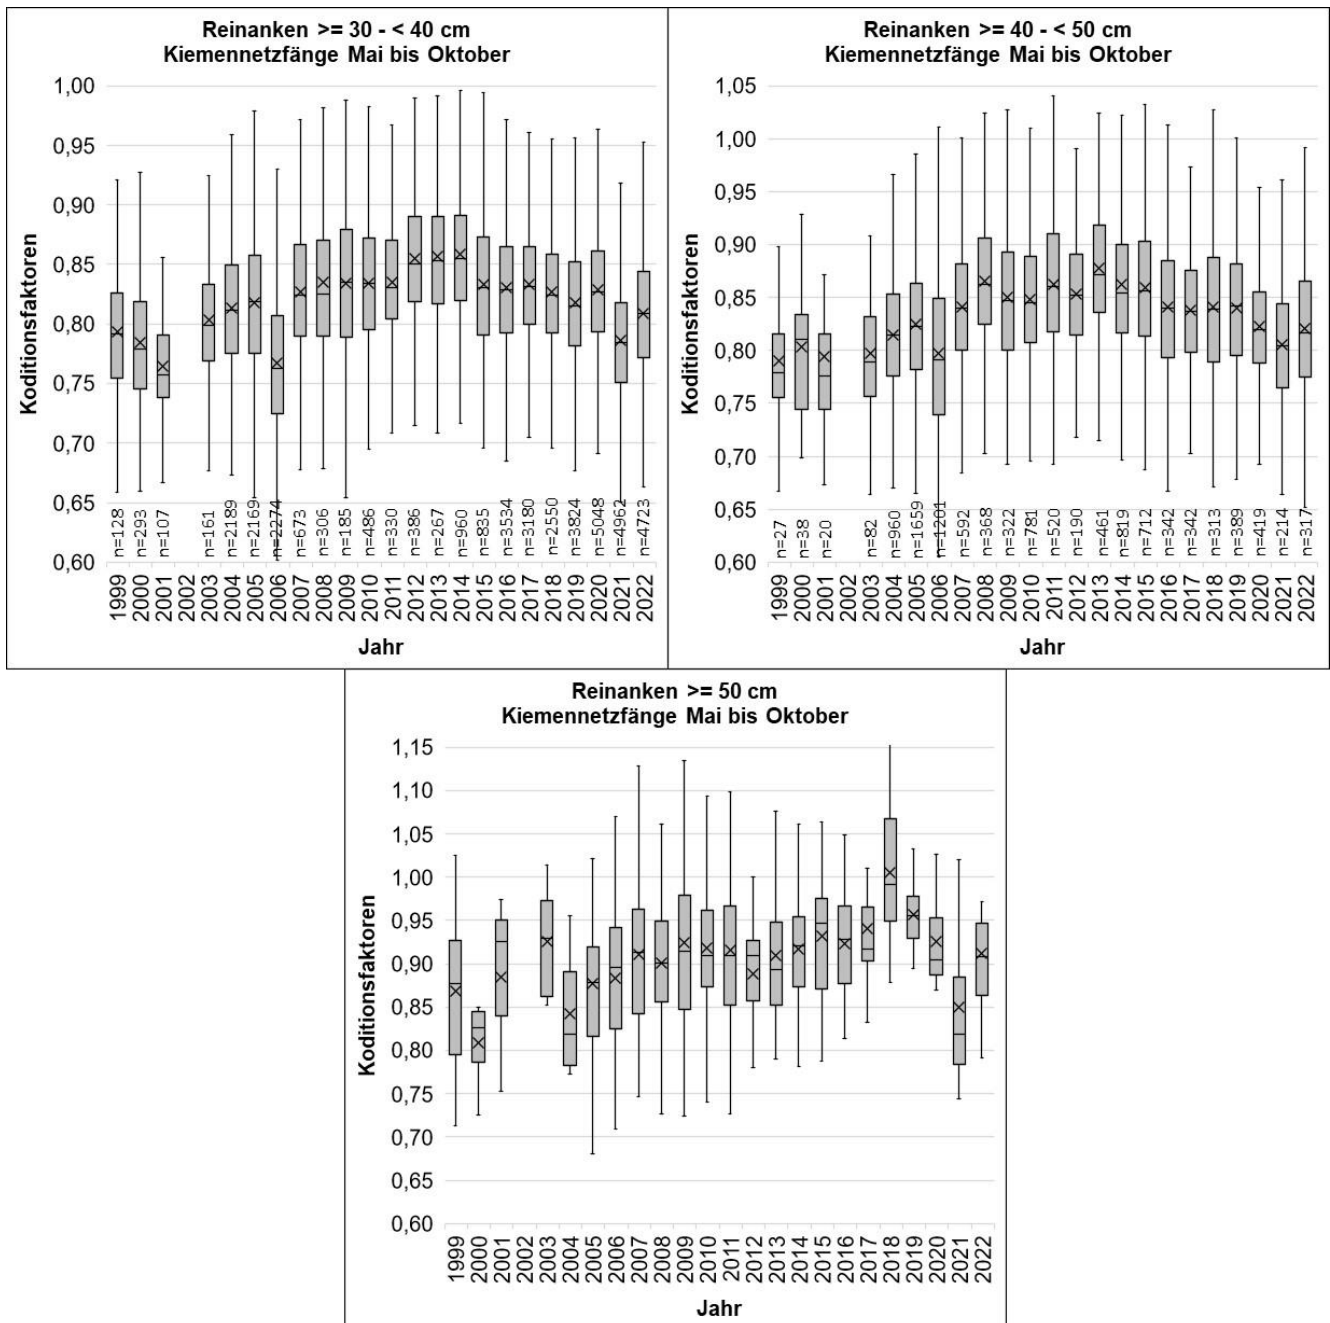 Reinanken >= 30 - < 40 cm
Kiemennetzfänge Mai bis Oktober
Koditionsfaktoren
1,00
0,95
0,90
0,85
0,80
0,75
0,70
0,65
0,60
n=128
n=293
n=107
n=161
n=2189
n=2169
n=2274
n=673
n=306
n=185
n=486
n=330
n=386
n=267
n=960
n=835
n=3534
n=3180
n=2550
n=3824
n=5048
n=4962
n=4723
1999
2000
2001
2002
2003
2004
2005
2006
2007
2008
2009
2010
2011
2012
2013
2014
2015
2016
2017
2018
2019
2020
2021
2022
Jahr
Reinanken >= 40 - < 50 cm
Kiemennetzfänge Mai bis Oktober
Koditionsfaktoren
1,05
1,00
0,95
0,90
0,85
0,80
0,75
0,70
0,65
0,60
n=27
n=38
n=20
n=82
n=960
n=1659
n=1201
n=592
n=368
n=322
n=781
n=520
n=190
n=461
n=819
n=712
n=342
n=342
n=313
n=389
n=419
n=214
n=317
1999
2000
2001
2002
2003
2004
2005
2006
2007
2008
2009
2010
2011
2012
2013
2014
2015
2016
2017
2018
2019
2020
2021
2022
Jahr
Reinanken >= 50 cm
Kiemennetzfänge Mai bis Oktober
Koditionsfaktoren
1,15
1,10
1,05
1,00
0,95
0,90
0,85
0,80
0,75
0,70
0,65
0,60
1999
2000
2001
2002
2003
2004
2005
2006
2007
2008
2009
2010
2011
2012
2013
2014
2015
2016
2017
2018
2019
2020
2021
2022
Jahr